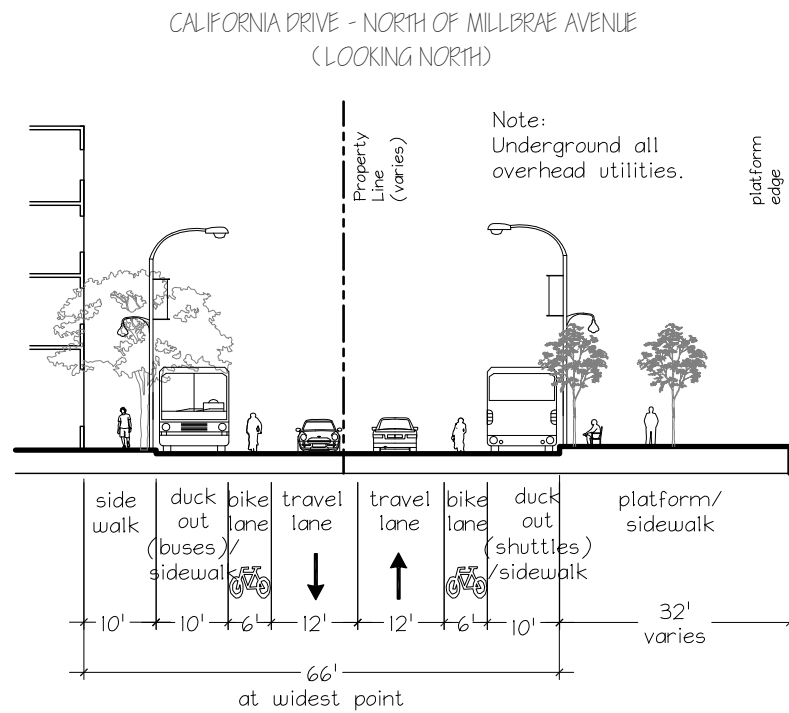 CALIFORNIA DRIVE - NORTH OF MILLBRAE AVENUE
(LOOKING NORTH)
Property
Line
(varies)
Note:
Underground all
overhead utilities.
platform
edge
side
walk
duck
out
(buses)/
sidewalk
bike
lane
travel
lane
travel
lane
bike
lane
duck
out
(shuttles)
/sidewalk
platform/
sidewalk
10' 10' 6' 12' 12' 6' 10' 32'
varies
66'
at widest point